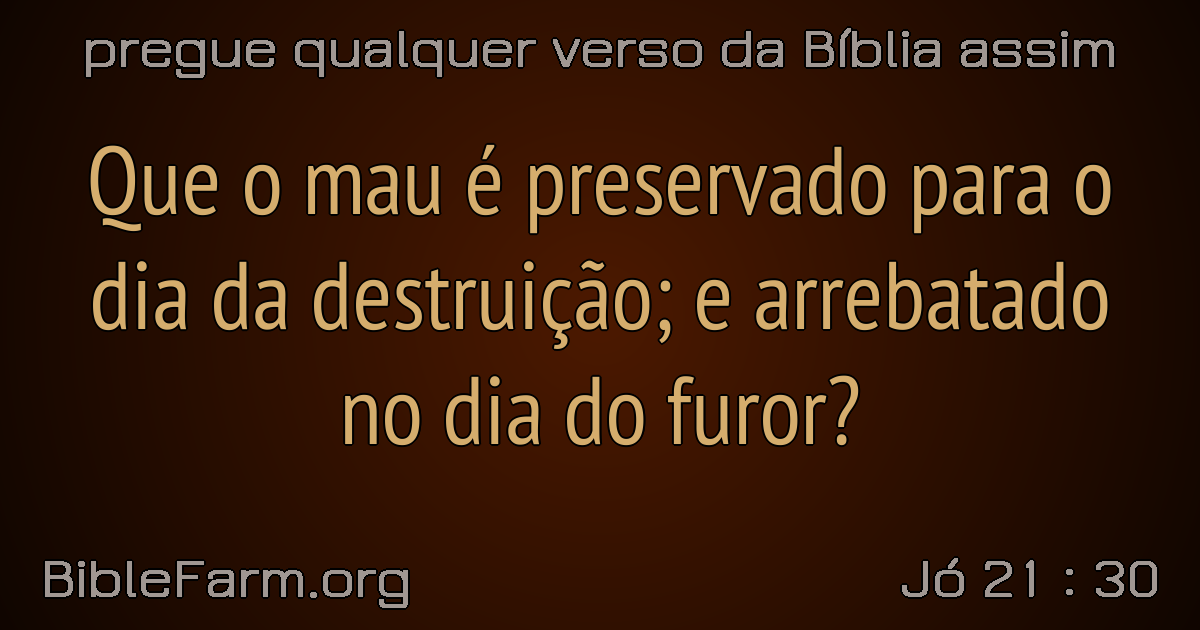 pregue qualquer verso da Bíblia assim
Que o mau é preservado para o
dia da destruição; e arrebatado
no dia do furor?
BibleFarm.org
Jó 21 : 30